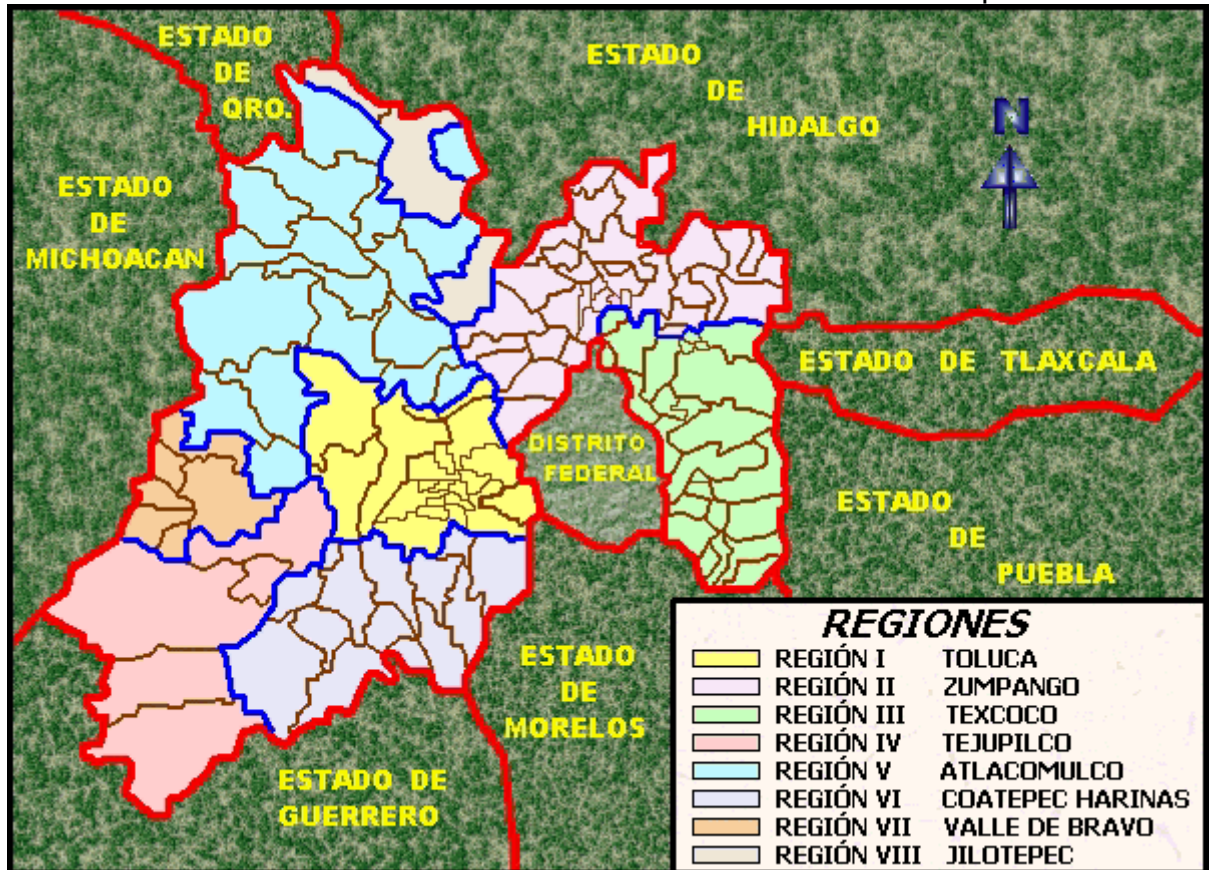 ESTADO
DE
QRO.
ESTADO
DE
HIDALGO
N
ESTADO
DE
MICHOACAN
ESTADO DE TLAXCALA
DISTRITO
FEDERAL
ESTADO
DE
PUEBLA
ESTADO
DE
MORELOS
ESTADO DE
GUERRERO
REGIONES
REGIÓN I TOLUCA
REGIÓN II ZUMPANGO
REGIÓN III TEXCOCO
REGIÓN IV TEJUPILCO
REGIÓN V ATLACOMULCO
REGIÓN VI COATEPEC HARINAS
REGIÓN VII VALLE DE BRAVO
REGIÓN VIII JILOTEPEC